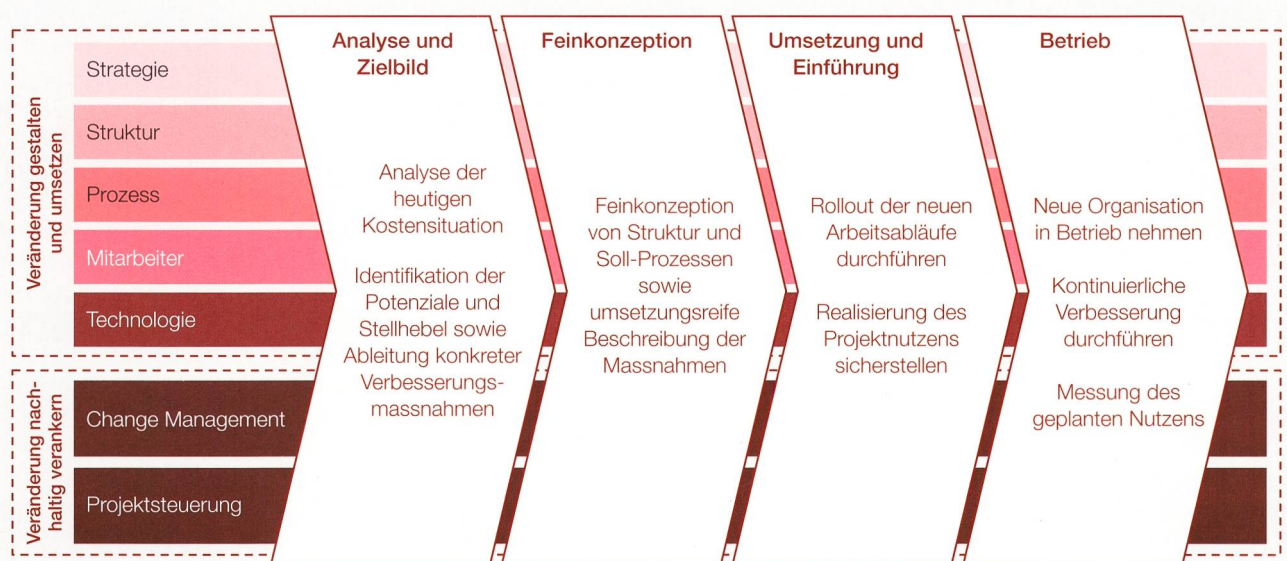 Veränderung gestalten
und umsetzen
Strategie
Struktur
Prozess
Mitarbeiter
Technologie
Veränderung nach-
haltig verankern
Change Management
Projektsteuerung
Analyse und
Zielbild
Analyse der
heutigen
Kostensituation
Identifikation der
Potenziale und
Stellhebel sowie
Ableitung konkreter
Verbesserungs-
massnahmen
Feinkonzeption
Feinkonzeption
von Struktur und
Soll-Prozessen
sowie
umsetzungsreife
Beschreibung der
Massnahmen
Umsetzung und
Einführung
Rollout der neuen
Arbeitsabläufe
durchführen
Realisierung des
Projektnutzens
sicherstellen
Betrieb
Neue Organisation
in Betrieb nehmen
Kontinuierliche
Verbesserung
durchführen
Messung des
geplanten Nutzens